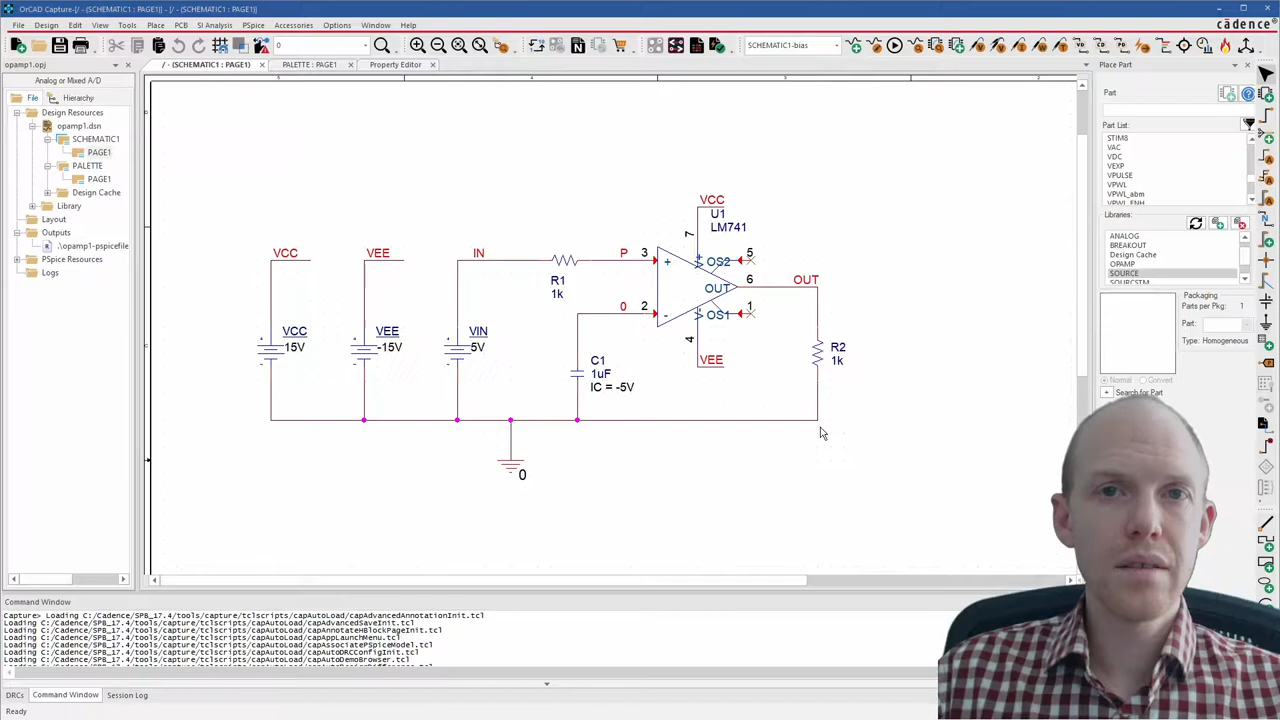 OrCAD Capture-[/ - (SCHEMATIC1 : PAGE1)] - [/ - (SCHEMATIC1 : PAGE1)]
File Design Edit View Tools Place PCB SI Analysis PSpice Accessories Options Window Help
cādence
0
SCHEMATIC1-bias
opamp1.opj
/ - (SCHEMATIC1 : PAGE1)
PALETTE : PAGE1
Property Editor
Analog or Mixed A/D
File Hierarchy
Design Resources
opamp1.dsn
SCHEMATIC1
PAGE1
PALETTE
PAGE1
Design Cache
Library
Layout
Outputs
.\opamp1-pspicefile
PSpice Resources
Logs
VCC
U1
LM741
7
VCC
VEE
IN
P
3
+
OS2
5
R1
1k
OUT
6
OUT
0
2
-
OS1
1
4
VEE
VCC
15V
VEE
-15V
VIN
5V
C1
1uF
IC = -5V
R2
1k
0
Place Part
Part
Part List:
STIM8
VAC
VDC
VEXP
VPULSE
VPWL
VPWL_abm
VPWL_ENH
Libraries:
ANALOG
BREAKOUT
Design Cache
OPAMP
SOURCE
SOURCSTM
Packaging
Parts per Pkg: 1
Part:
Type: Homogeneous
Normal Convert
Search for Part
Command Window
Capture> Loading C:/Cadence/SPB_17.4/tools/capture/tclscripts/capAutoLoad/capAdvancedAnnotationInit.tcl
Loading C:/Cadence/SPB_17.4/tools/capture/tclscripts/capAutoLoad/capAdvancedSaveInit.tcl
Loading C:/Cadence/SPB_17.4/tools/capture/tclscripts/capAutoLoad/capAnnotateHBlockPageInit.tcl
Loading C:/Cadence/SPB_17.4/tools/capture/tclscripts/capAutoLoad/capAppLaunchMenu.tcl
Loading C:/Cadence/SPB_17.4/tools/capture/tclscripts/capAutoLoad/capAssociatePSpiceModel.tcl
Loading C:/Cadence/SPB_17.4/tools/capture/tclscripts/capAutoLoad/capAutoDRCConfigInit.tcl
Loading C:/Cadence/SPB_17.4/tools/capture/tclscripts/capAutoLoad/capAutoDemoBrowser.tcl
DRCs Command Window Session Log
Ready